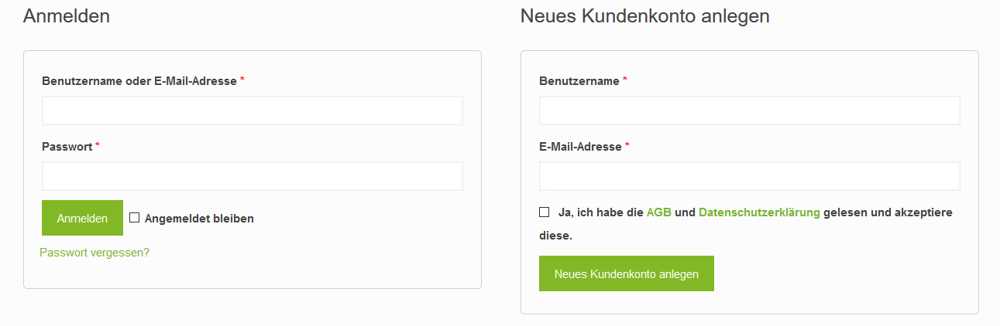 Anmelden
Benutzername oder E-Mail-Adresse *
Passwort *
Anmelden
Angemeldet bleiben
Passwort vergessen?
Neues Kundenkonto anlegen
Benutzername *
E-Mail-Adresse *
Ja, ich habe die AGB und Datenschutzerklärung gelesen und akzeptiere
diese.
Neues Kundenkonto anlegen